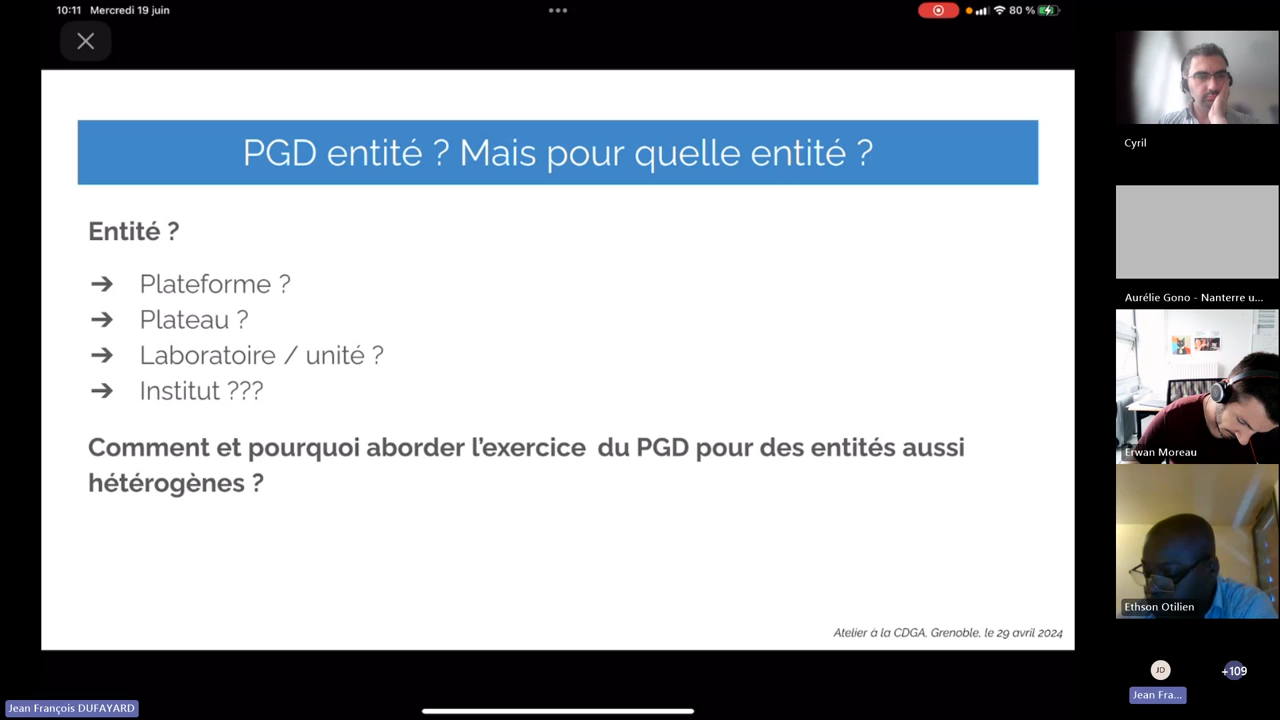 10:11 Mercredi 19 juin
80 %
PGD entité ? Mais pour quelle entité ?
Entité ?
➔ Plateforme ?
➔ Plateau ?
➔ Laboratoire / unité ?
➔ Institut ???
Comment et pourquoi aborder l'exercice du PGD pour des entités aussi
hétérogènes ?
Atelier à la CDGA, Grenoble, le 29 avril 2024
Jean François DUFAYARD
Cyril
Aurélie Gono - Nanterre u...
Erwan Moreau
Ethson Otilien
JD
+109
Jean Fra...